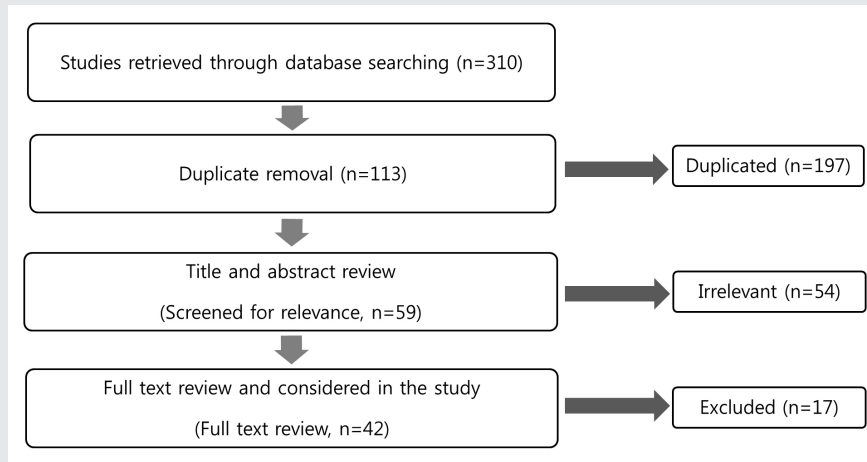 Studies retrieved through database searching (n=310)
Duplicate removal (n=113)
Duplicated (n=197)
Title and abstract review
(Screened for relevance, n=59)
Irrelevant (n=54)
Full text review and considered in the study
(Full text review, n=42)
Excluded (n=17)